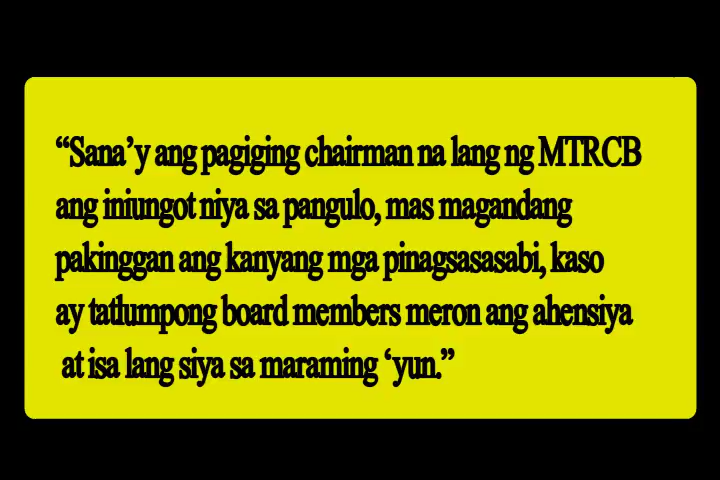 “Sana’y ang pagiging chairman na lang ng MTRCB
ang iniungot niya sa pangulo, mas magandang
pakinggan ang kanyang mga pinagsasasabi, kaso
ay tatlumpong board members meron ang ahensiya
at isa lang siya sa maraming ‘yun.”